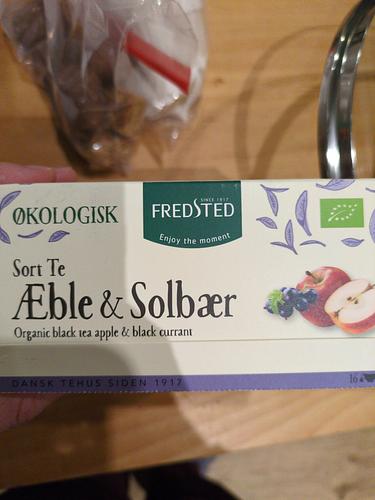 ØKOLOGISK
SINCE 1917
FREDSTED
Enjoy the moment
Sort Te
Æble & Solbær
Organic black tea apple & black currant
DANSK TEHUS SIDEN 1917
16